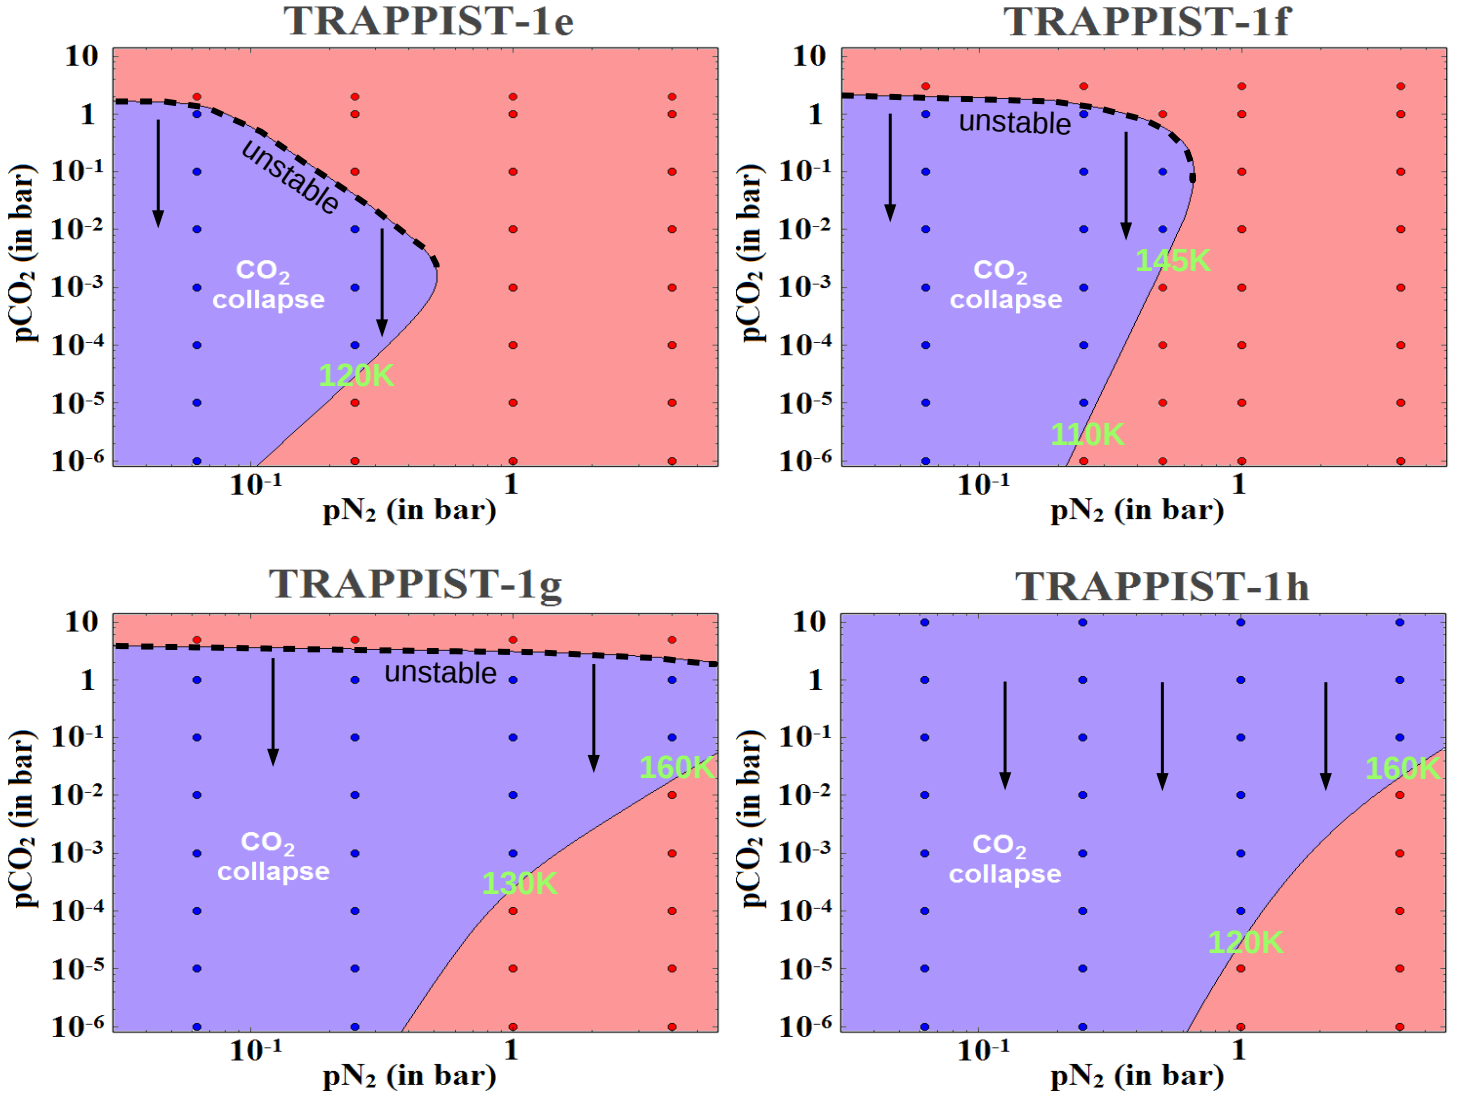 TRAPPIST-1e
10
1
10⁻¹
10⁻²
10⁻³
10⁻⁴
10⁻⁵
10⁻⁶
pCO₂ (in bar)
unstable
CO₂
collapse
120K
10⁻¹
1
pN₂ (in bar)
TRAPPIST-1f
10
1
10⁻¹
10⁻²
10⁻³
10⁻⁴
10⁻⁵
10⁻⁶
pCO₂ (in bar)
unstable
CO₂
collapse
145K
110K
10⁻¹
1
pN₂ (in bar)
TRAPPIST-1g
10
1
10⁻¹
10⁻²
10⁻³
10⁻⁴
10⁻⁵
10⁻⁶
pCO₂ (in bar)
unstable
160K
CO₂
collapse
130K
10⁻¹
1
pN₂ (in bar)
TRAPPIST-1h
10
1
10⁻¹
10⁻²
10⁻³
10⁻⁴
10⁻⁵
10⁻⁶
pCO₂ (in bar)
160K
CO₂
collapse
120K
10⁻¹
1
pN₂ (in bar)